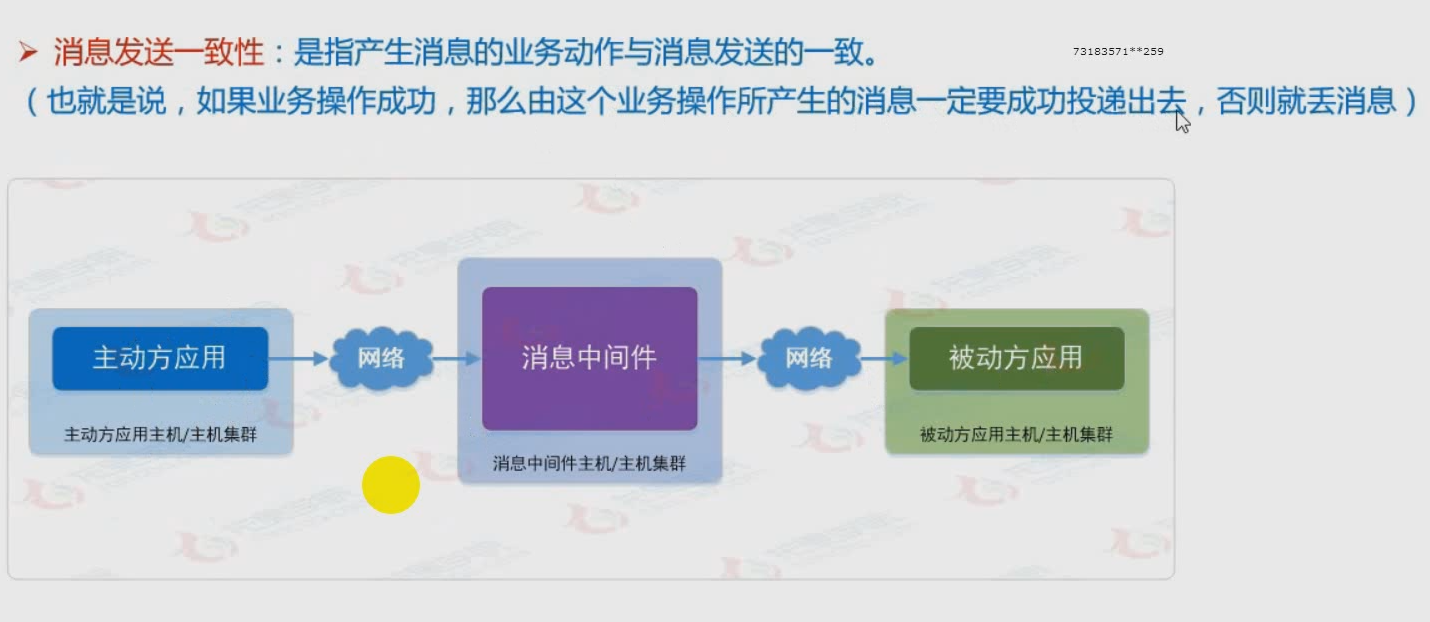 ➢ 消息发送一致性：是指产生消息的业务动作与消息发送的一致。
73183571**259
（也就是说，如果业务操作成功，那么由这个业务操作所产生的消息一定要成功投递出去，否则就丢消息）
主动方应用
网络
消息中间件
网络
被动方应用
主动方应用主机/主机集群
消息中间件主机/主机集群
被动方应用主机/主机集群